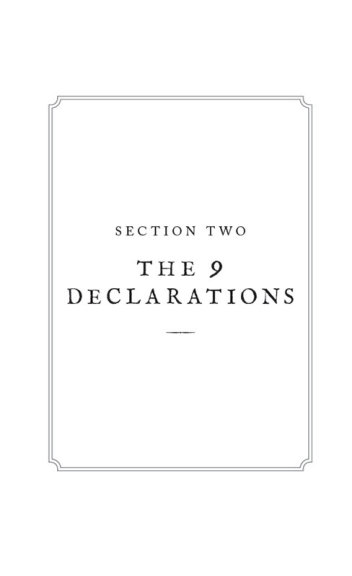 SECTION TWO
THE 9
DECLARATIONS